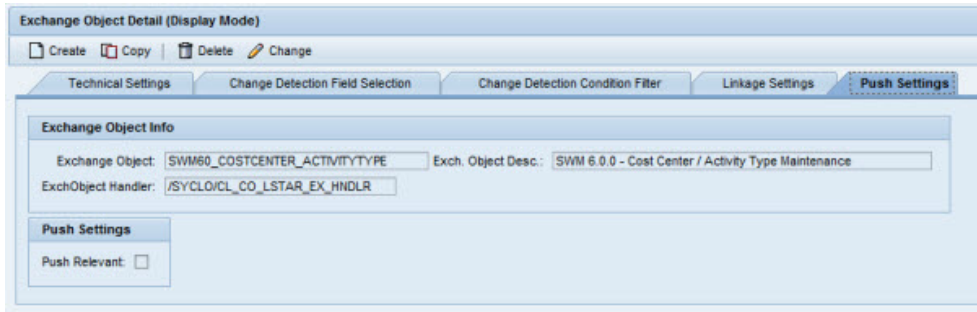 Exchange Object Detail (Display Mode)
Create Copy Delete Change
Technical Settings Change Detection Field Selection Change Detection Condition Filter Linkage Settings Push Settings
Exchange Object Info
Exchange Object: SWM60_COSTCENTER_ACTIVITYTYPE Exch. Object Desc.: SWM 6.0.0 - Cost Center / Activity Type Maintenance
ExchObject Handler: /SYCLO/CL_CO_LSTAR_EX_HNDLR
Push Settings
Push Relevant: